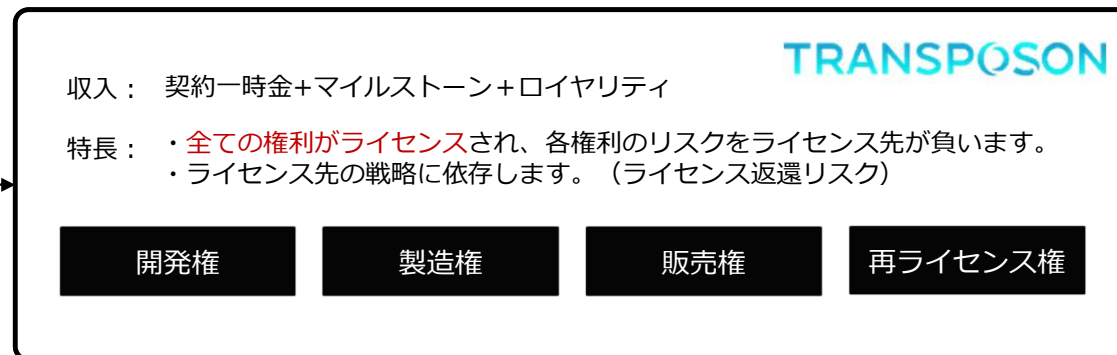 TRANSPOSON
収入： 契約一時金+マイルストーン＋ロイヤリティ
特長： ・全ての権利がライセンスされ、各権利のリスクをライセンス先が負います。
・ライセンス先の戦略に依存します。（ライセンス返還リスク）
開発権 製造権 販売権 再ライセンス権